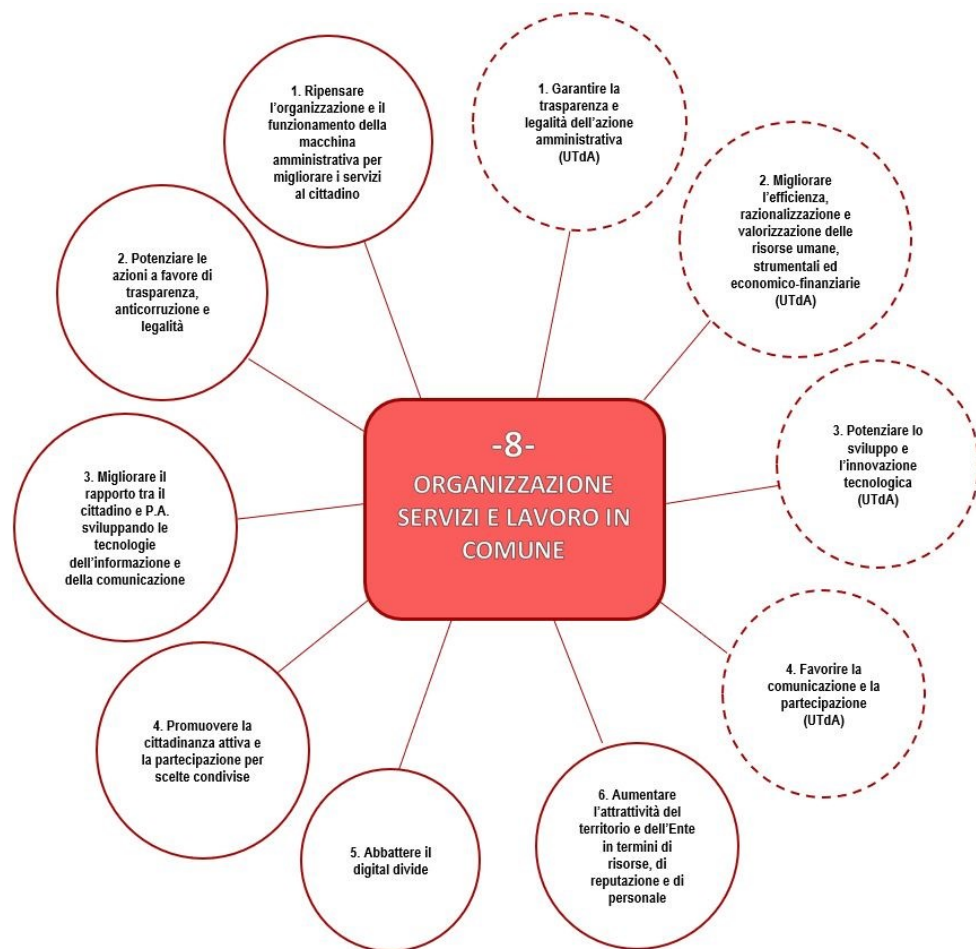 1. Ripensare
l'organizzazione e il
funzionamento della
macchina
amministrativa per
migliorare i servizi
al cittadino
1. Garantire la
trasparenza e
legalità dell'azione
amministrativa
(UTdA)
2. Migliorare
l'efficienza,
razionalizzazione e
valorizzazione delle
risorse umane,
strumentali ed
economico-finanziarie
(UTdA)
2. Potenziare le
azioni a favore di
trasparenza,
anticorruzione e
legalità
3. Potenziare lo
sviluppo e
l'innovazione
tecnologica
(UTdA)
-8-
ORGANIZZAZIONE
SERVIZI E LAVORO IN
COMUNE
3. Migliorare il
rapporto tra il
cittadino e P.A.
sviluppando le
tecnologie
dell'informazione e
della comunicazione
4. Favorire la
comunicazione e la
partecipazione
(UTdA)
4. Promuovere la
cittadinanza attiva e
la partecipazione per
scelte condivise
5. Abbattere il
digital divide
6. Aumentare
l'attrattività del
territorio e dell'Ente
in termini di
risorse, di
reputazione e di
personale